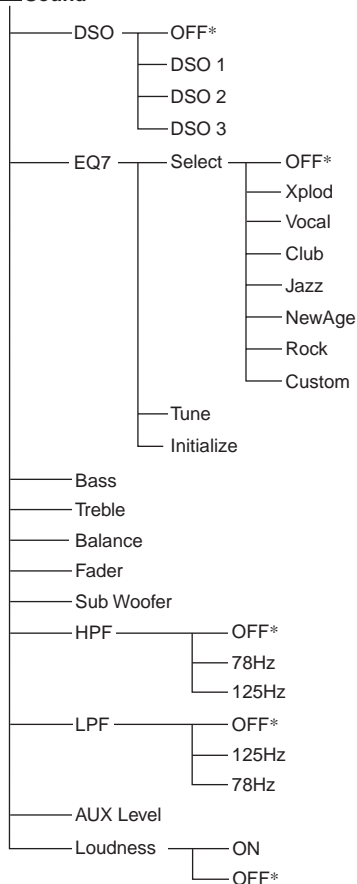 Sound
DSO OFF*
DSO 1
DSO 2
DSO 3
EQ7 Select OFF*
Xplod
Vocal
Club
Jazz
NewAge
Rock
Custom
Tune
Initialize
Bass
Treble
Balance
Fader
Sub Woofer
HPF OFF*
78Hz
125Hz
LPF OFF*
125Hz
78Hz
AUX Level
Loudness ON
OFF*